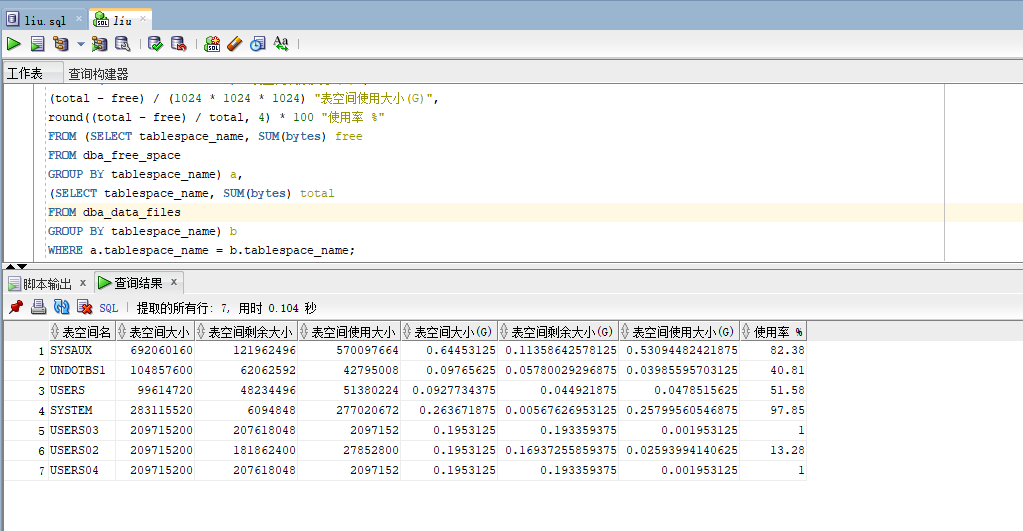 liu.sql × liu ×
工作表 查询构建器
(total - free) / (1024 * 1024 * 1024) "表空间使用大小(G)",
round((total - free) / total, 4) * 100 "使用率 %"
FROM (SELECT tablespace_name, SUM(bytes) free
FROM dba_free_space
GROUP BY tablespace_name) a,
(SELECT tablespace_name, SUM(bytes) total
FROM dba_data_files
GROUP BY tablespace_name) b
WHERE a.tablespace_name = b.tablespace_name;
脚本输出 × 查询结果 ×
SQL | 提取的所有行: 7, 用时 0.104 秒
表空间名 表空间大小 表空间剩余大小 表空间使用大小 表空间大小(G) 表空间剩余大小(G) 表空间使用大小(G) 使用率 %
1 SYSAUX 692060160 121962496 570097664 0.64453125 0.11358642578125 0.53094482421875 82.38
2 UNDOTBS1 104857600 62062592 42795008 0.09765625 0.05780029296875 0.03985595703125 40.81
3 USERS 99614720 48234496 51380224 0.0927734375 0.044921875 0.0478515625 51.58
4 SYSTEM 283115520 6094848 277020672 0.263671875 0.00567626953125 0.25799560546875 97.85
5 USERS03 209715200 207618048 2097152 0.1953125 0.193359375 0.001953125 1
6 USERS02 209715200 181862400 27852800 0.1953125 0.16937255859375 0.02593994140625 13.28
7 USERS04 209715200 207618048 2097152 0.1953125 0.193359375 0.001953125 1